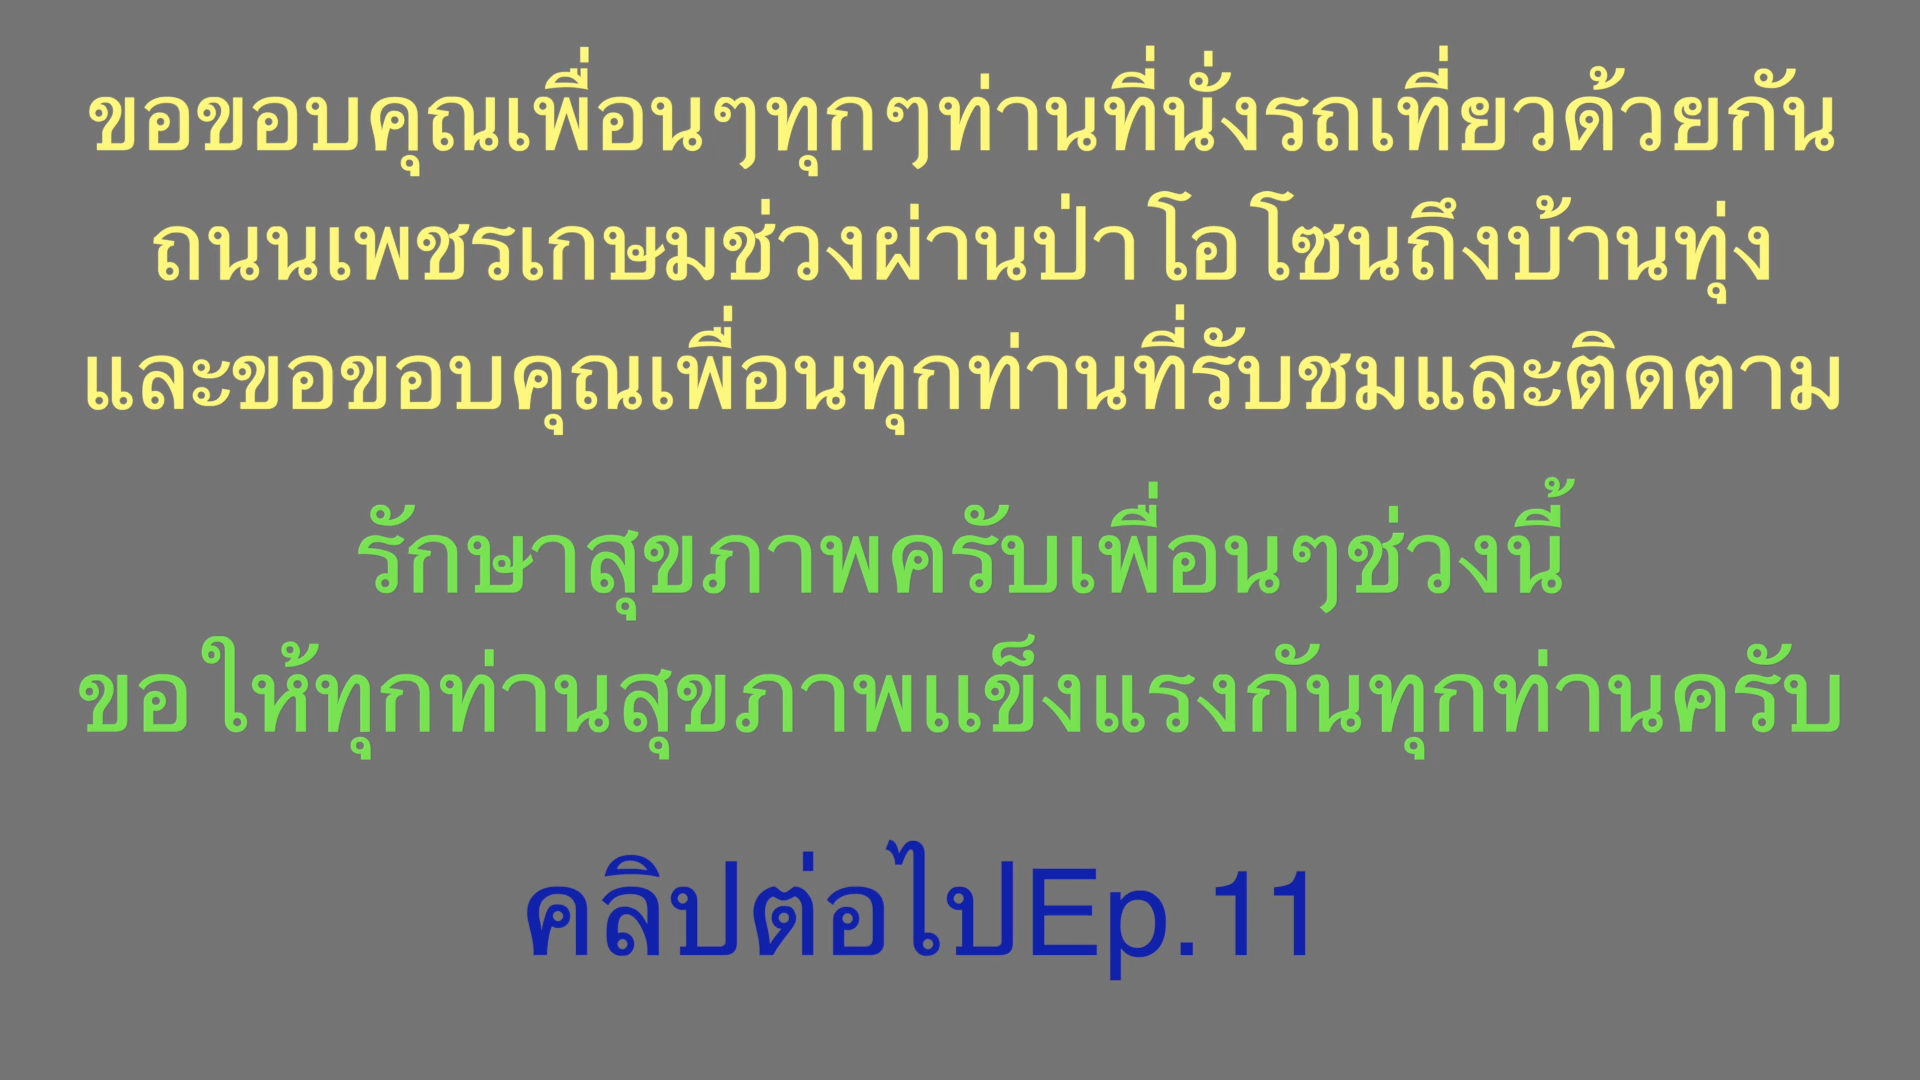 ขอขอบคุณเพื่อนๆทุกๆท่านที่นั่งรถเที่ยวด้วยกัน
ถนนเพชรเกษมช่วงผ่านป่าโอโซนถึงบ้านทุ่ง
และขอขอบคุณเพื่อนทุกท่านที่รับชมและติดตาม
รักษาสุขภาพครับเพื่อนๆช่วงนี้
ขอให้ทุกท่านสุขภาพแข็งแรงกันทุกท่านครับ
คลิปต่อไปEp.11